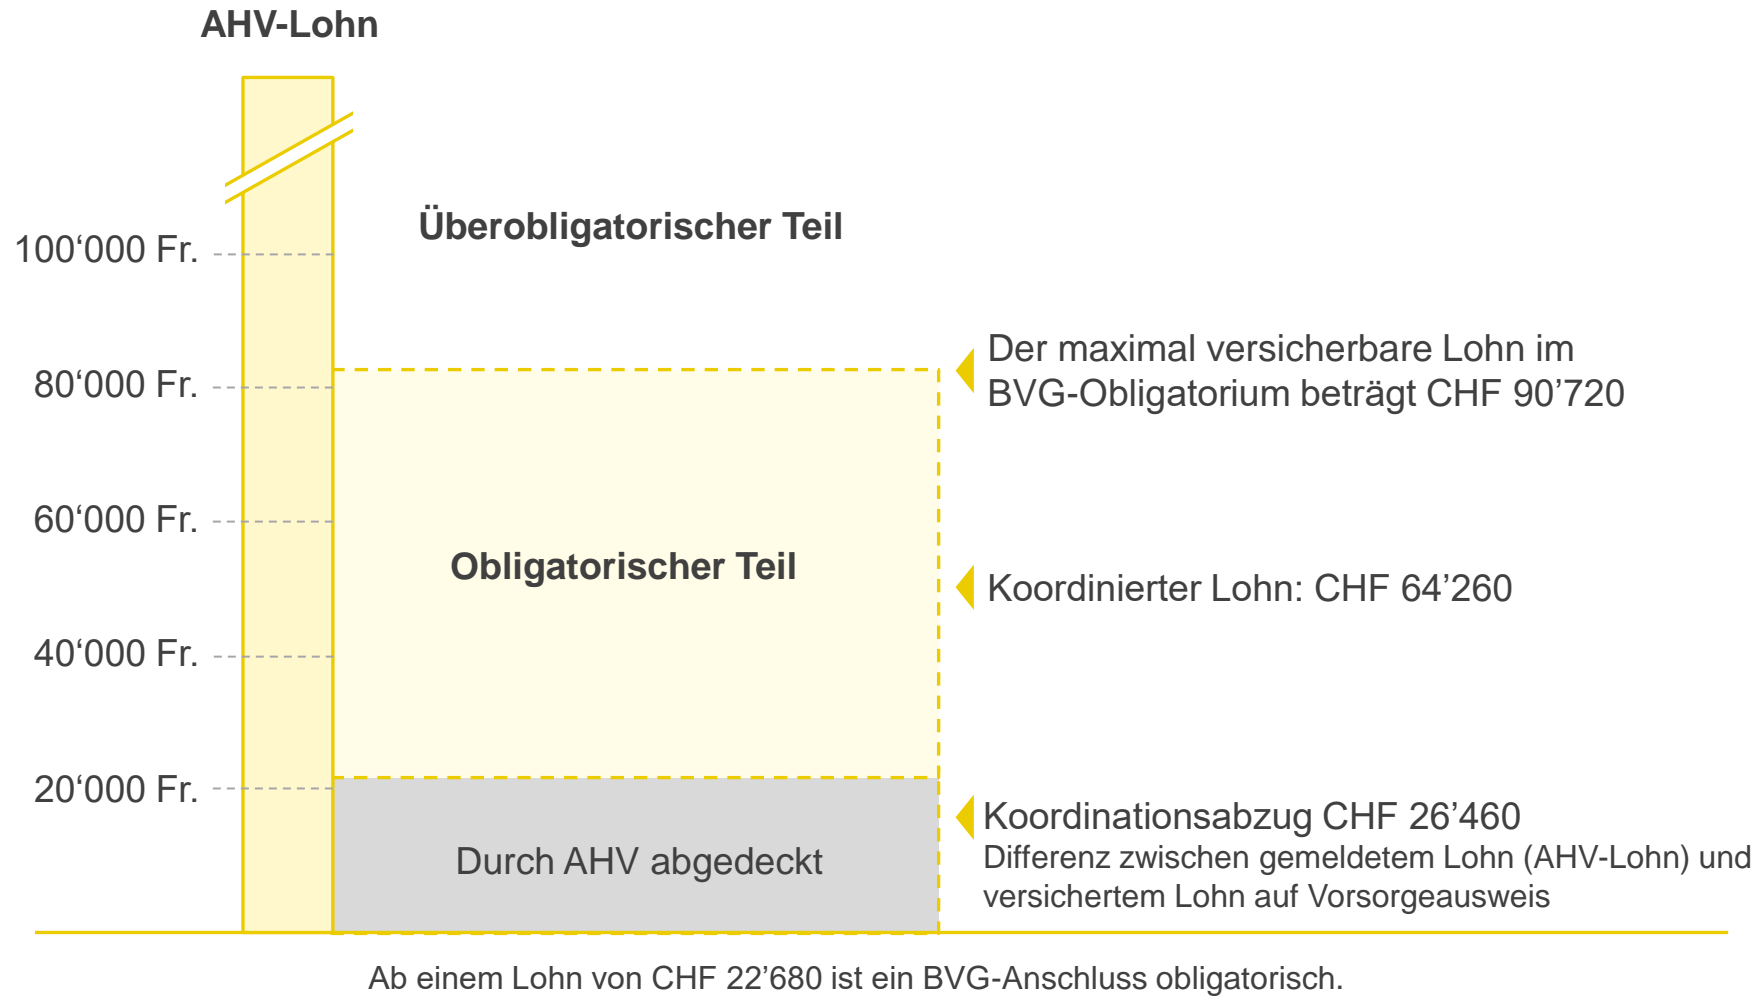 AHV-Lohn
Überobligatorischer Teil
100‘000 Fr.
Der maximal versicherbare Lohn im
80‘000 Fr.
BVG-Obligatorium beträgt CHF 90’720
60‘000 Fr.
Obligatorischer Teil
Koordinierter Lohn: CHF 64’260
40‘000 Fr.
20‘000 Fr.
Koordinationsabzug CHF 26’460
Differenz zwischen gemeldetem Lohn (AHV-Lohn) und
versichertem Lohn auf Vorsorgeausweis
Durch AHV abgedeckt
Ab einem Lohn von CHF 22’680 ist ein BVG-Anschluss obligatorisch.